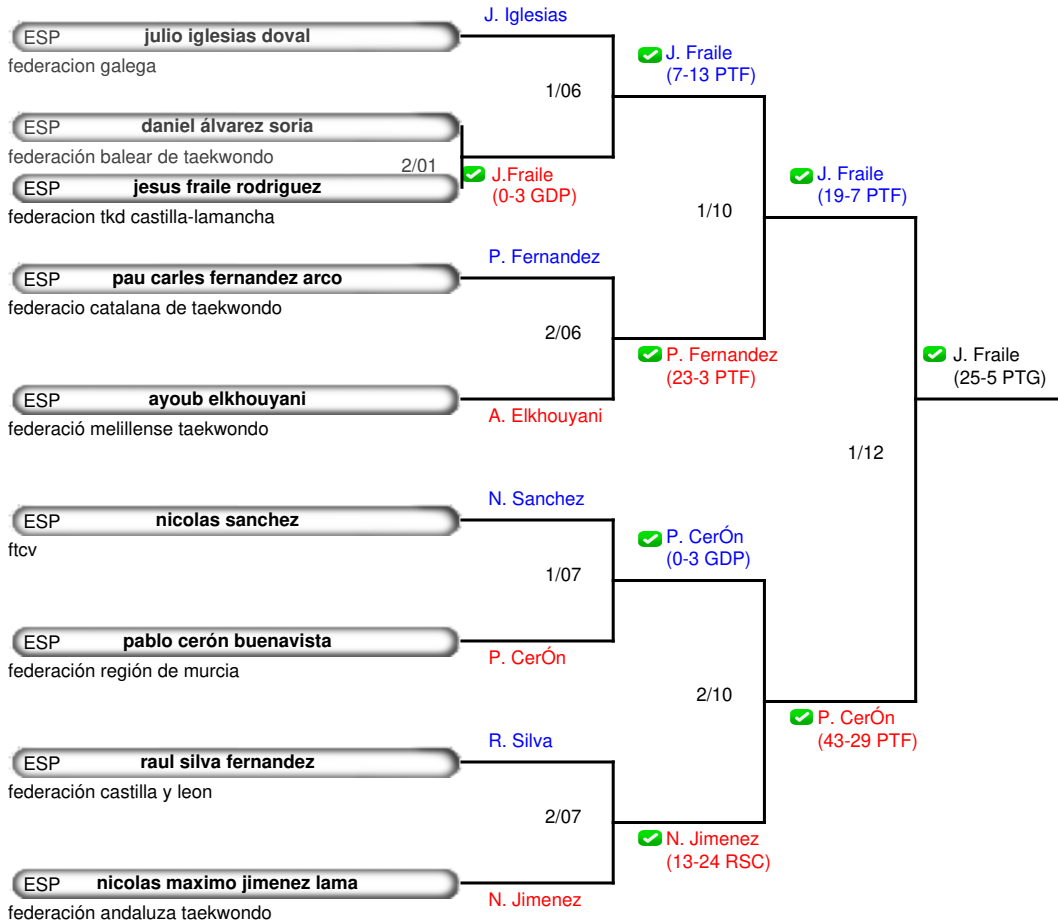 J. Iglesias
ESP julio iglesias doval
federacion galega
J. Fraile
(7-13 PTF)
1/06
ESP daniel álvarez soria
federación balear de taekwondo
2/01
J.Fraile
(0-3 GDP)
ESP jesus fraile rodriguez
federacion tkd castilla-lamancha
J. Fraile
(19-7 PTF)
1/10
P. Fernandez
ESP pau carles fernandez arco
federacio catalana de taekwondo
2/06
P. Fernandez
(23-3 PTF)
J. Fraile
(25-5 PTG)
ESP ayoub elkhouyani
federació melillense taekwondo
A. Elkhouyani
1/12
N. Sanchez
ESP nicolas sanchez
ftcv
P. CerÓn
(0-3 GDP)
1/07
ESP pablo cerón buenavista
federación región de murcia
P. CerÓn
2/10
P. CerÓn
(43-29 PTF)
R. Silva
ESP raul silva fernandez
federación castilla y leon
2/07
N. Jimenez
(13-24 RSC)
ESP nicolas maximo jimenez lama
federación andaluza taekwondo
N. Jimenez